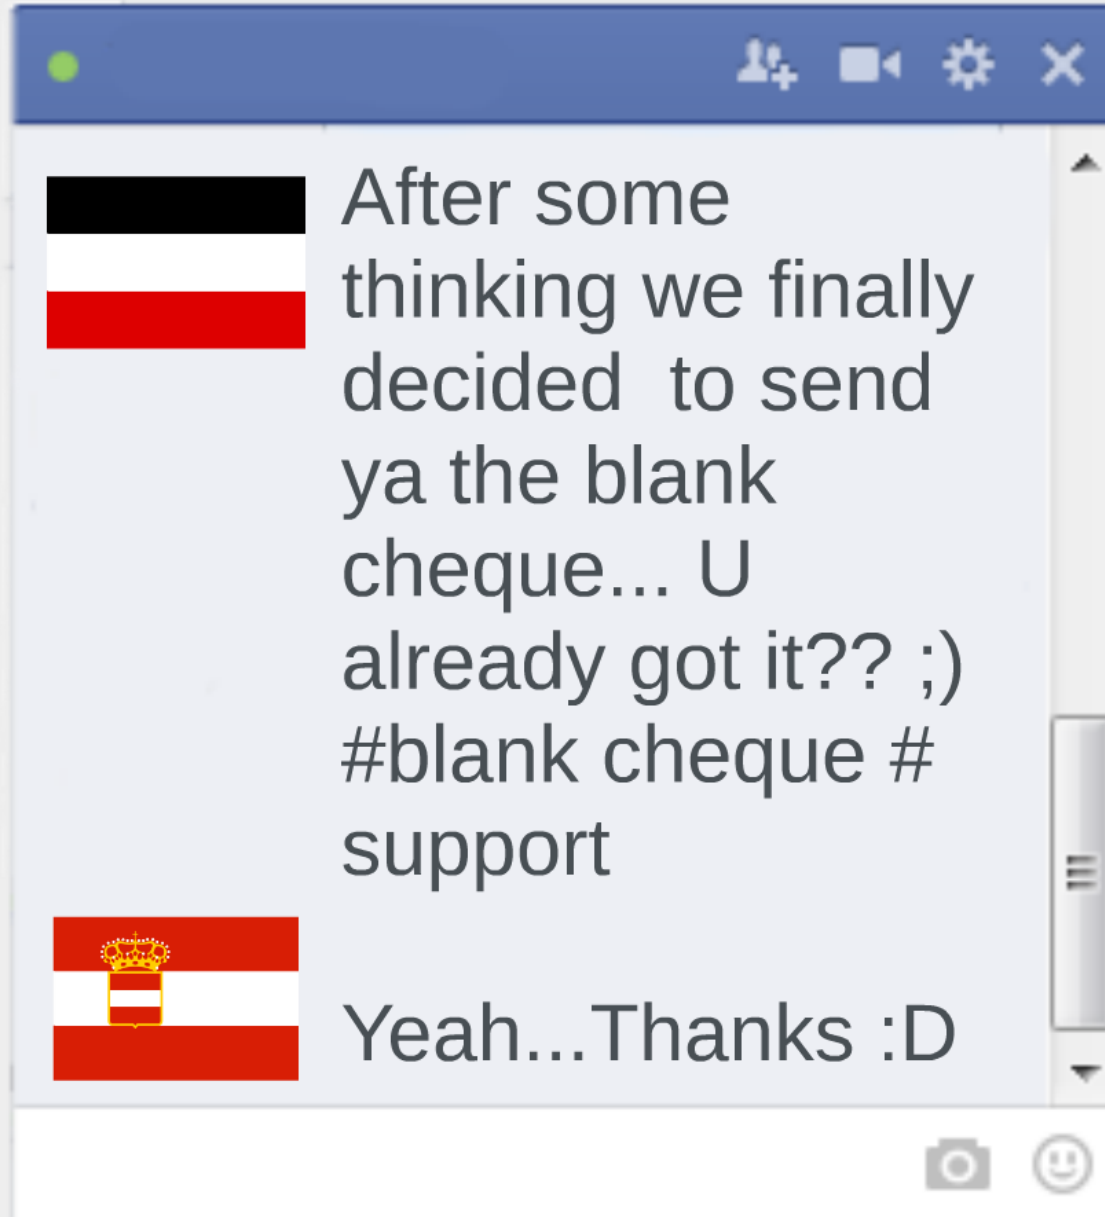 After some
thinking we finally
decided  to send
ya the blank
cheque... U
already got it?? ;)
#blank cheque #
support
Yeah...Thanks :D